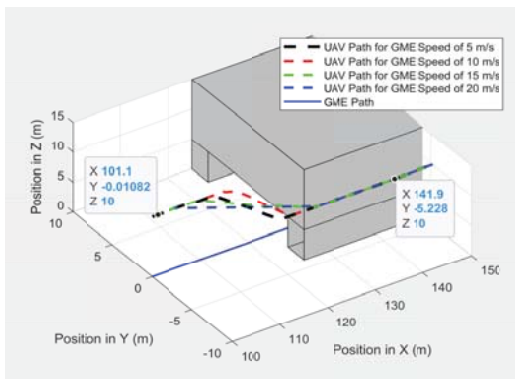 UAV Path for GME Speed of 5 m/s
UAV Path for GME Speed of 10 m/s
UAV Path for GME Speed of 15 m/s
UAV Path for GME Speed of 20 m/s
GME Path
Position in Z (m)
15
10
5
0
X 101.1
Y -0.01082
Z 10
X 141.9
Y -5.228
Z 10
10
5
0
-5
-10
Position in Y (m)
100
110
120
130
140
150
Position in X (m)